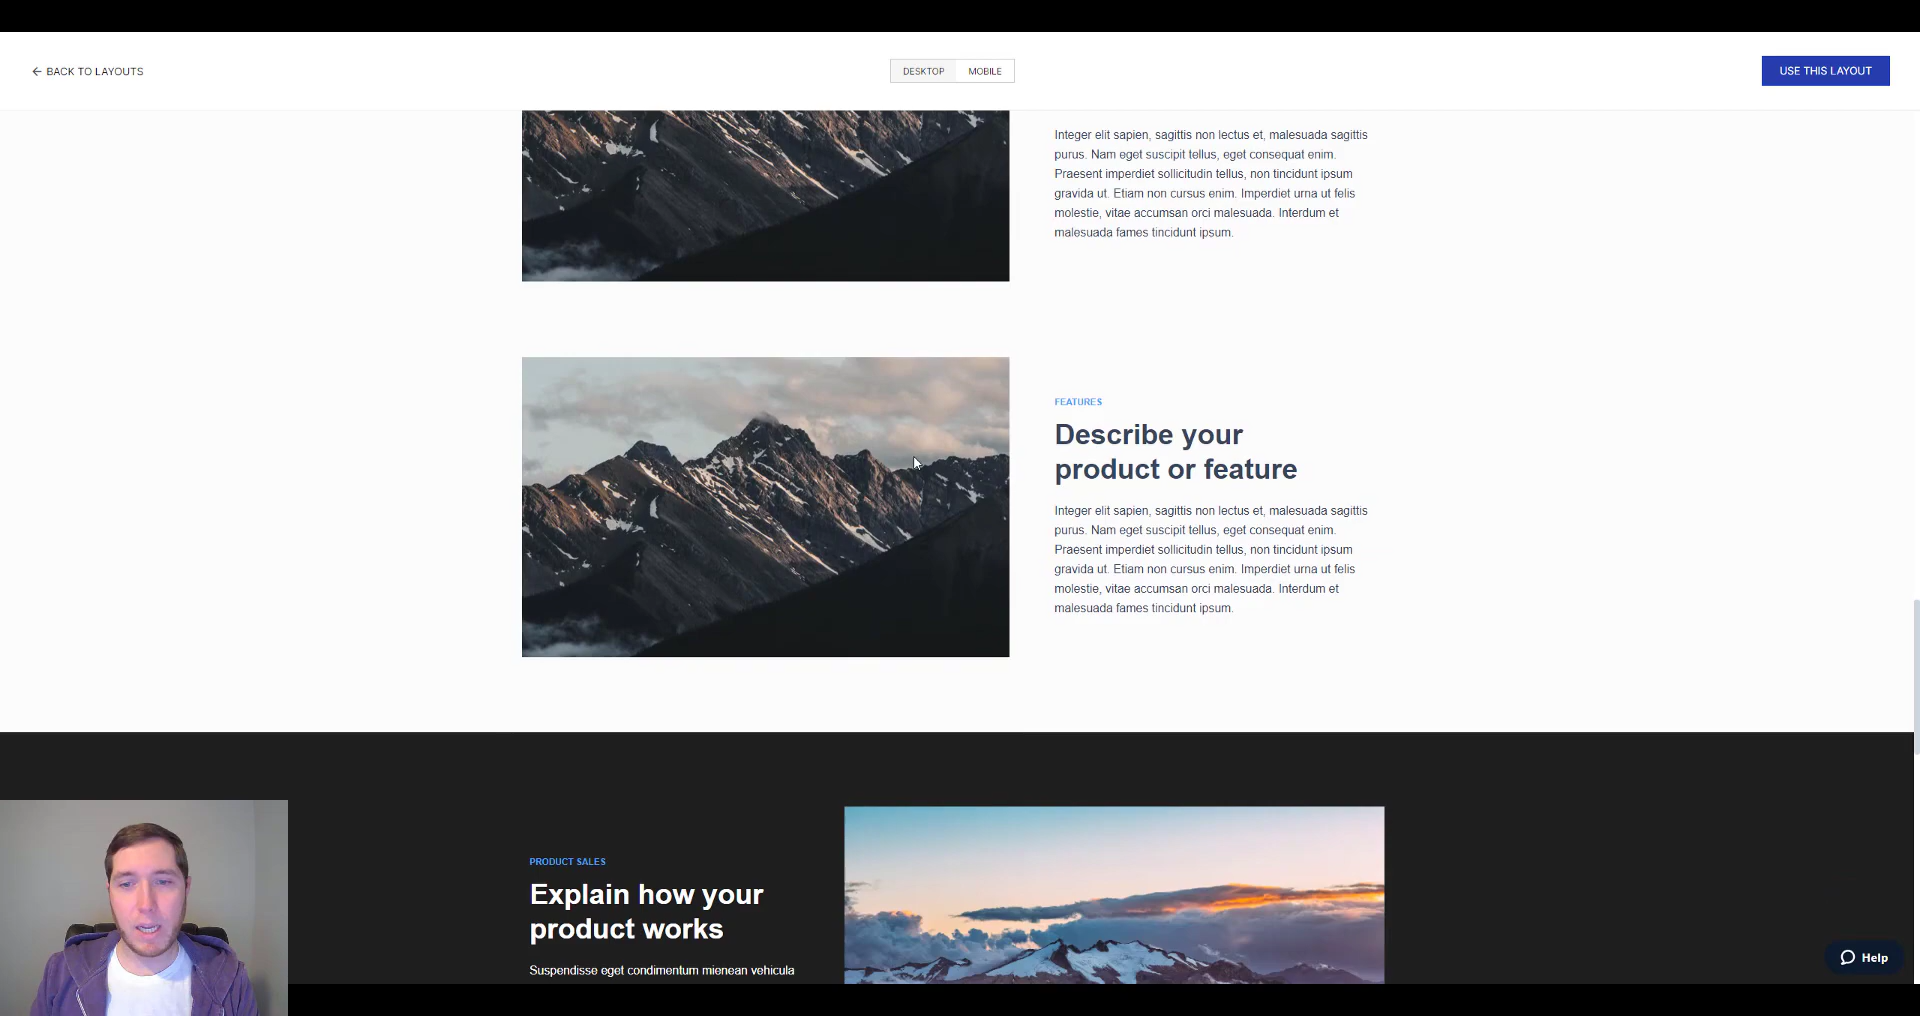 BACK TO LAYOUTS
DESKTOP MOBILE
USE THIS LAYOUT
Integer elit sapien, sagittis non lectus et, malesuada sagittis
purus. Nam eget suscipit tellus, eget consequat enim.
Praesent imperdiet sollicitudin tellus, non tincidunt ipsum
gravida ut. Etiam non cursus enim. Imperdiet urna ut felis
molestie, vitae accumsan orci malesuada. Interdum et
malesuada fames tincidunt ipsum.
FEATURES
Describe your
product or feature
Integer elit sapien, sagittis non lectus et, malesuada sagittis
purus. Nam eget suscipit tellus, eget consequat enim.
Praesent imperdiet sollicitudin tellus, non tincidunt ipsum
gravida ut. Etiam non cursus enim. Imperdiet urna ut felis
molestie, vitae accumsan orci malesuada. Interdum et
malesuada fames tincidunt ipsum.
PRODUCT SALES
Explain how your
product works
Suspendisse eget condimentum mienean vehicula
Help